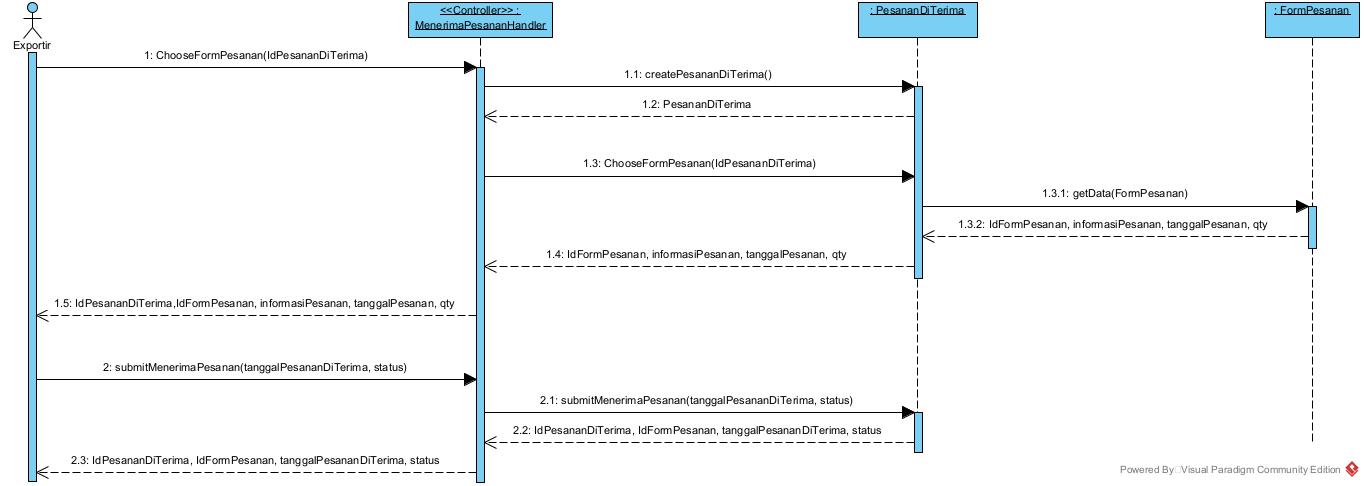 Exportir
<<Controller>> :
MenerimaPesananHandler
: PesananDiTerima
: FormPesanan
1: ChooseFormPesanan(IdPesananDiTerima)
1.1: createPesananDiTerima()
1.2: PesananDiTerima
1.3: ChooseFormPesanan(IdPesananDiTerima)
1.3.1: getData(FormPesanan)
1.3.2: IdFormPesanan, informasiPesanan, tanggalPesanan, qty
1.4: IdFormPesanan, informasiPesanan, tanggalPesanan, qty
1.5: IdPesananDiTerima,IdFormPesanan, informasiPesanan, tanggalPesanan, qty
2: submitMenerimaPesanan(tanggalPesananDiTerima, status)
2.1: submitMenerimaPesanan(tanggalPesananDiTerima, status)
2.2: IdPesananDiTerima, IdFormPesanan, tanggalPesananDiTerima, status
2.3: IdPesananDiTerima, IdFormPesanan, tanggalPesananDiTerima, status
Powered By Visual Paradigm Community Edition